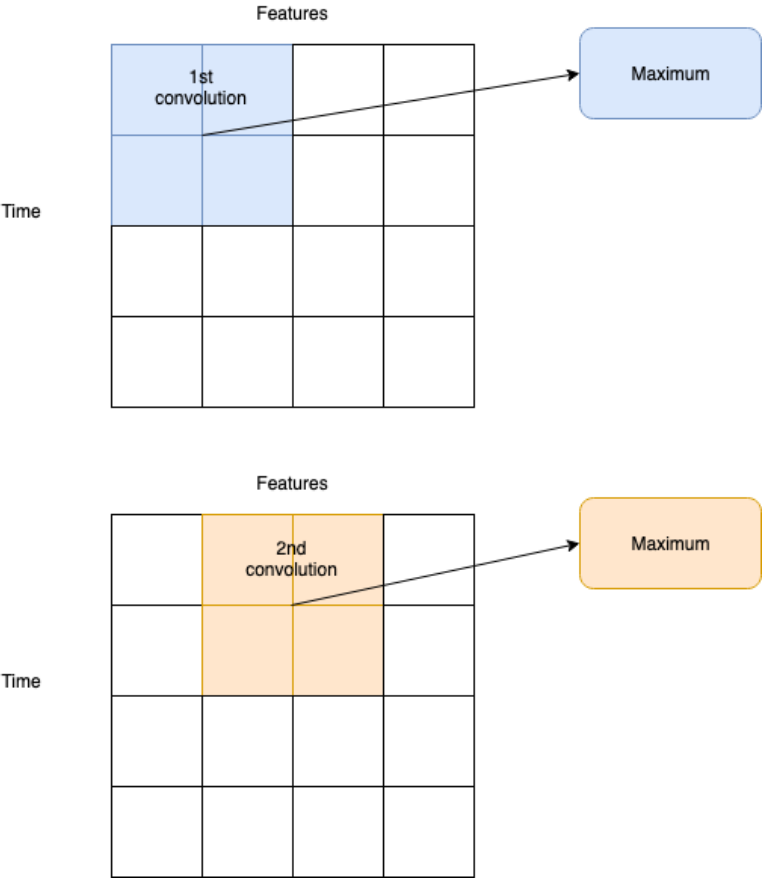 Features
1st
convolution
Maximum
Time
Features
2nd
convolution
Maximum
Time